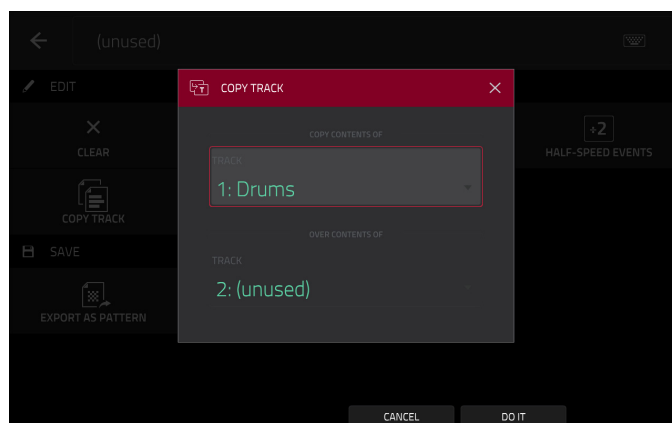 (unused)
EDIT
COPY TRACK
CLEAR
COPY CONTENTS OF
TRACK
1: Drums
÷2
HALF-SPEED EVENTS
COPY TRACK
OVER CONTENTS OF
SAVE
TRACK
2: (unused)
EXPORT AS PATTERN
CANCEL
DO IT